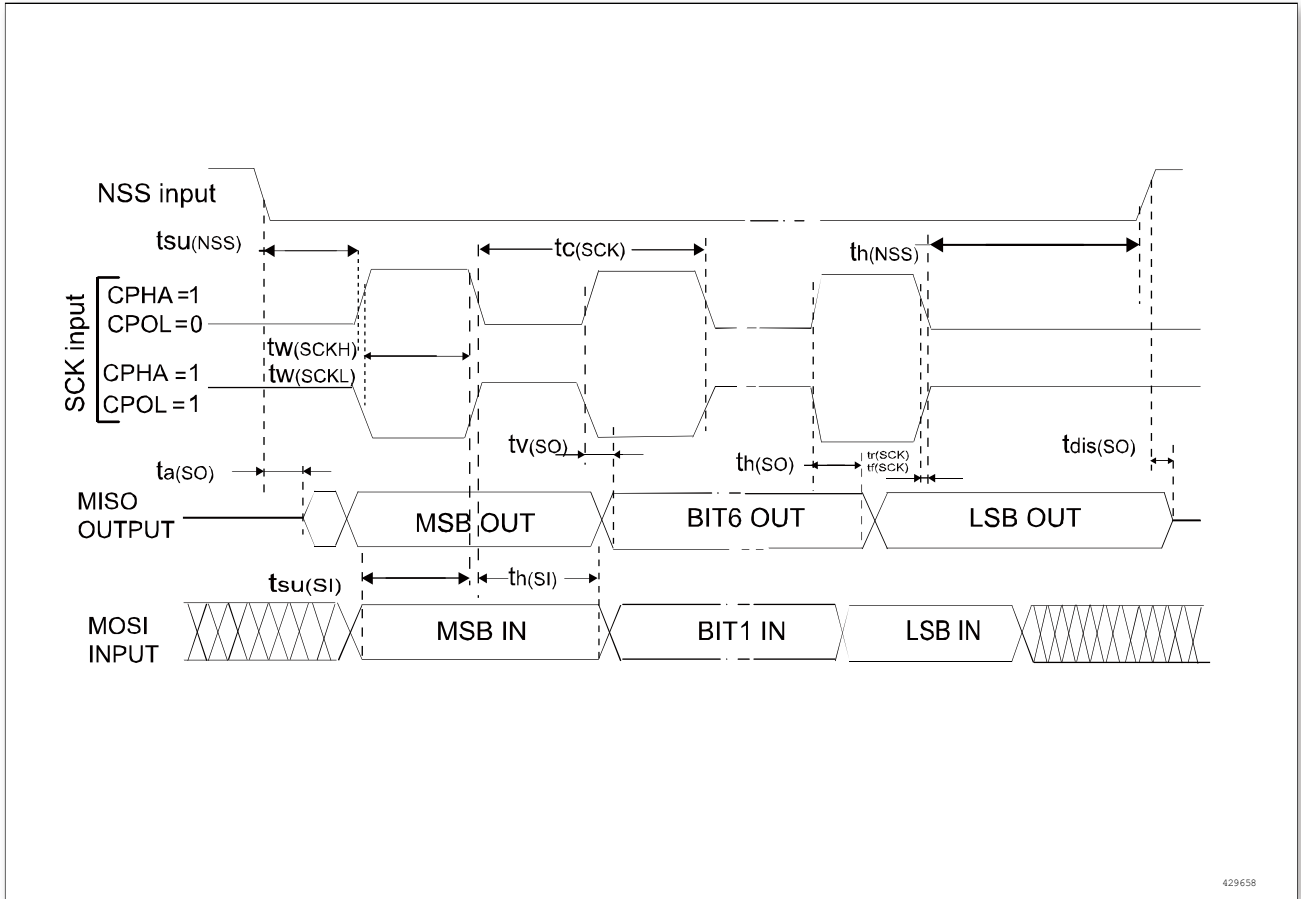 NSS input
tsu(NSS)
tc(SCK)
th(NSS)
SCK input
CPHA=1
CPOL=0
tw(SCKH)
CPHA=1
tw(SCKL)
CPOL=1
tv(SO)
ta(SO)
th(SO)
tr(SCK)
tf(SCK)
tdis(SO)
MISO
OUTPUT
MSB OUT
BIT6 OUT
LSB OUT
tsu(SI)
th(SI)
MOSI
INPUT
MSB IN
BIT1 IN
LSB IN
429658